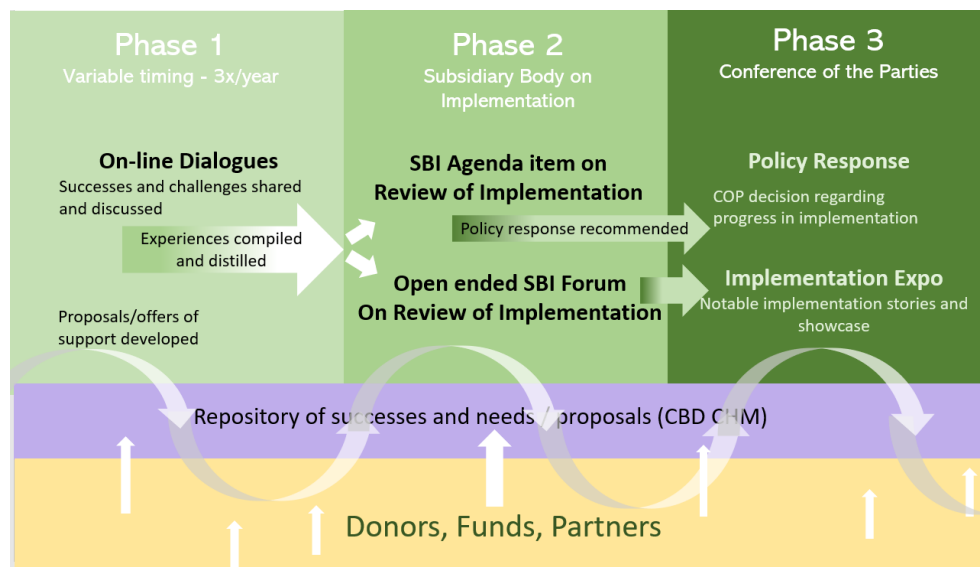 Phase 1
Variable timing - 3x/year
On-line Dialogues
Successes and challenges shared
and discussed
Experiences compiled
and distilled
Proposals/offers of
support developed
Phase 2
Subsidiary Body on
Implementation
SBI Agenda item on
Review of Implementation
Policy response recommended
Open ended SBI Forum
On Review of Implementation
Phase 3
Conference of the Parties
Policy Response
COP decision regarding
progress in implementation
Implementation Expo
Notable implementation stories and
showcase
Repository of successes and needs / proposals (CBD CHM)
Donors, Funds, Partners